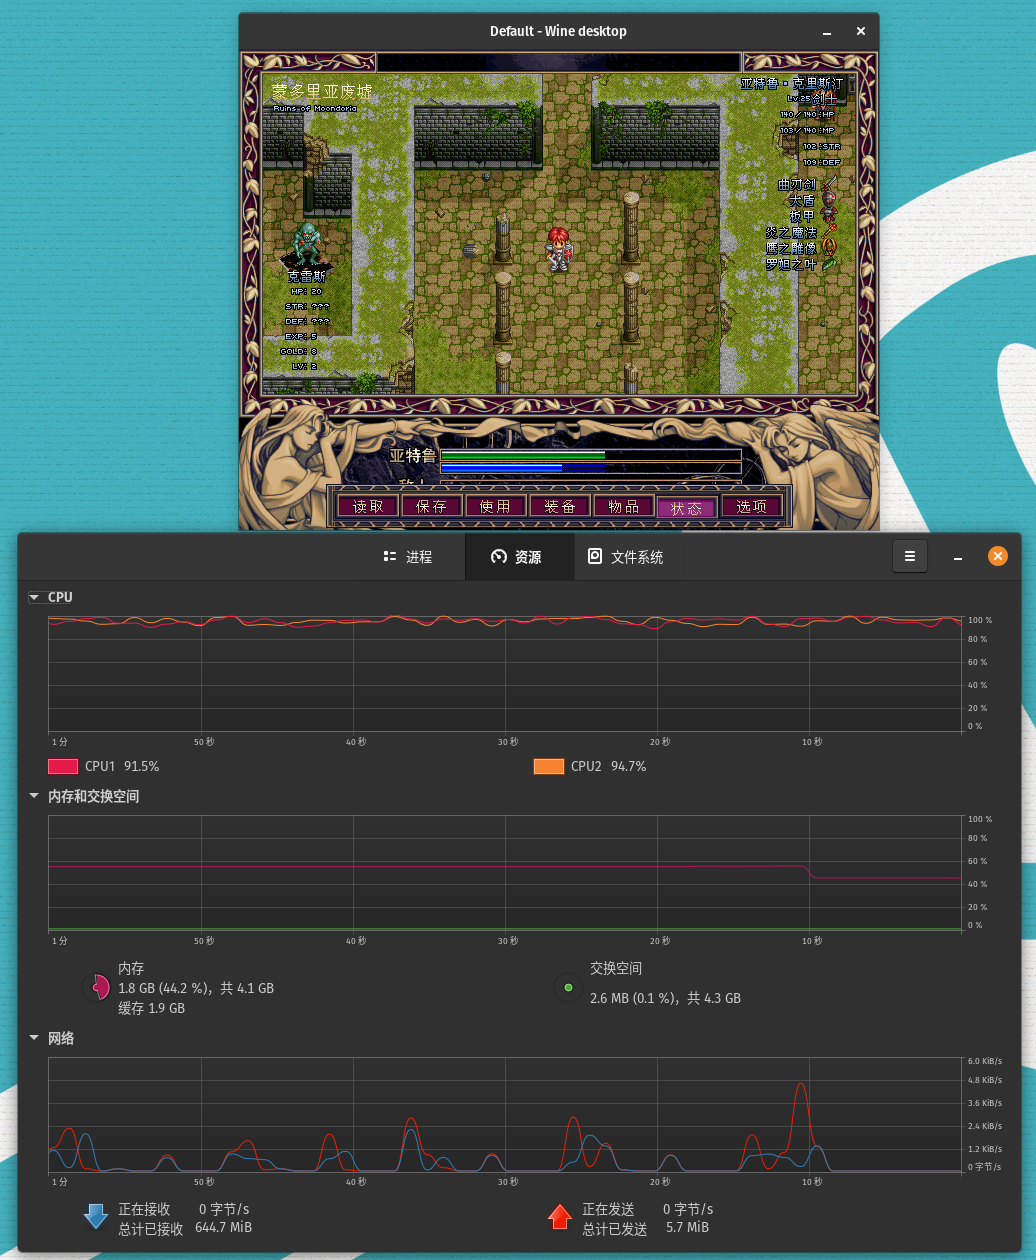 Default - Wine desktop
蒙多里亚废墟
Ruins of Moondoria
亚特鲁·克里斯汀
Lv.25 剑士
140/140:HP
103/140:MP
102:STR
109:DEF
曲刃剑
大盾
板甲
炎之魔法
鹰之雕像
罗妲之叶
克雷斯
HP: 20
STR: ???
DEF: ???
EXP: 5
GOLD: 8
LV: 2
亚特鲁
读取 保存 使用 装备 物品 状态 选项
进程 资源 文件系统
CPU
100 %
80 %
60 %
40 %
20 %
0 %
1 分 50 秒 40 秒 30 秒 20 秒 10 秒
CPU1 91.5% CPU2 94.7%
内存和交换空间
100 %
80 %
60 %
40 %
20 %
0 %
1 分 50 秒 40 秒 30 秒 20 秒 10 秒
内存
1.8 GB (44.2 %)，共 4.1 GB
缓存 1.9 GB
交换空间
2.6 MB (0.1 %)，共 4.3 GB
网络
6.0 KiB/s
4.8 KiB/s
3.6 KiB/s
2.4 KiB/s
1.2 KiB/s
0 字节/s
1 分 50 秒 40 秒 30 秒 20 秒 10 秒
正在接收 0 字节/s
总计已接收 644.7 MiB
正在发送 0 字节/s
总计已发送 5.7 MiB